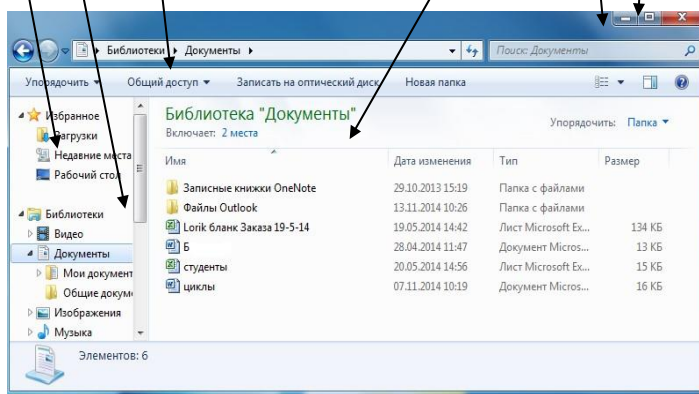 Библиотеки ▸ Документы ▸ Поиск: Документы
Упорядочить ▾ Общий доступ ▾ Записать на оптический диск Новая папка
Избранное
Загрузки
Недавние места
Рабочий стол
Библиотеки
Видео
Документы
Мои документ
Общие докум
Изображения
Музыка
Библиотека "Документы"
Включает: 2 места
Упорядочить: Папка ▾
Имя Дата изменения Тип Размер
Записные книжки OneNote 29.10.2013 15:19 Папка с файлами
Файлы Outlook 13.11.2014 10:26 Папка с файлами
Lorik бланк Заказа 19-5-14 19.05.2014 14:42 Лист Microsoft Ex... 134 КБ
Б 28.04.2014 11:47 Документ Micros... 13 КБ
студенты 20.05.2014 14:56 Лист Microsoft Ex... 15 КБ
циклы 07.11.2014 10:19 Документ Micros... 16 КБ
Элементов: 6